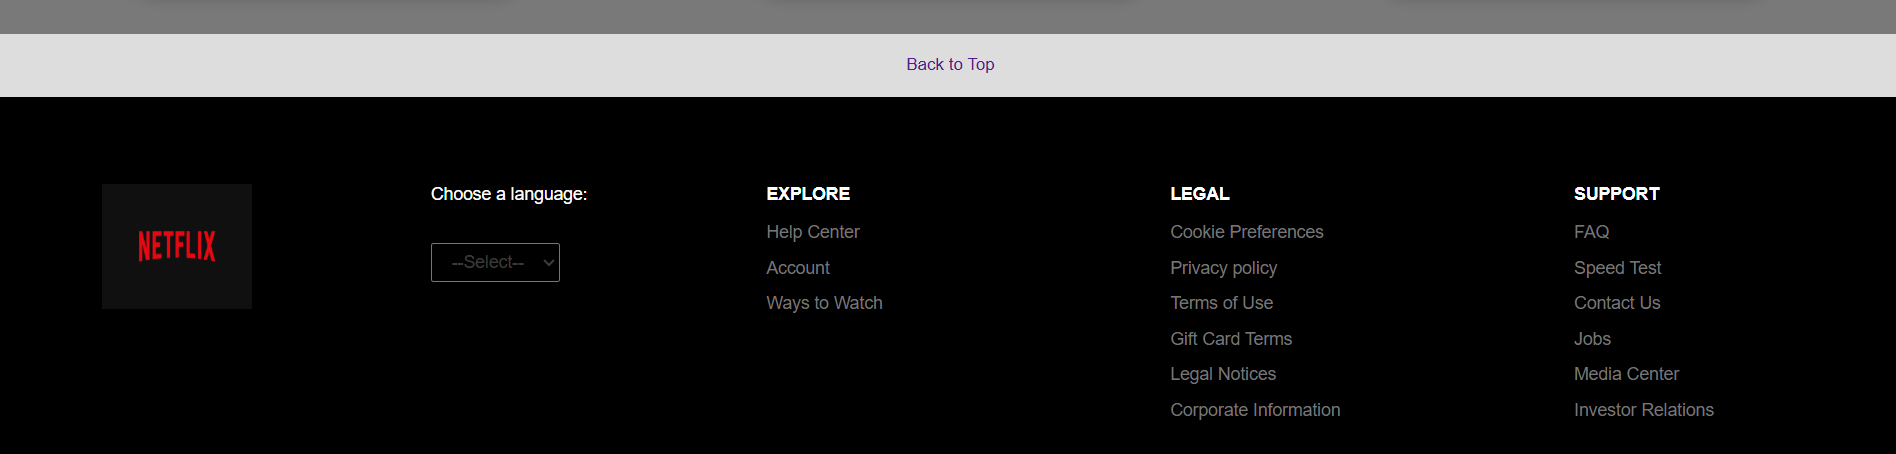 Back to Top
NETFLIX
Choose a language:
--Select--
EXPLORE
Help Center
Account
Ways to Watch
LEGAL
Cookie Preferences
Privacy policy
Terms of Use
Gift Card Terms
Legal Notices
Corporate Information
SUPPORT
FAQ
Speed Test
Contact Us
Jobs
Media Center
Investor Relations